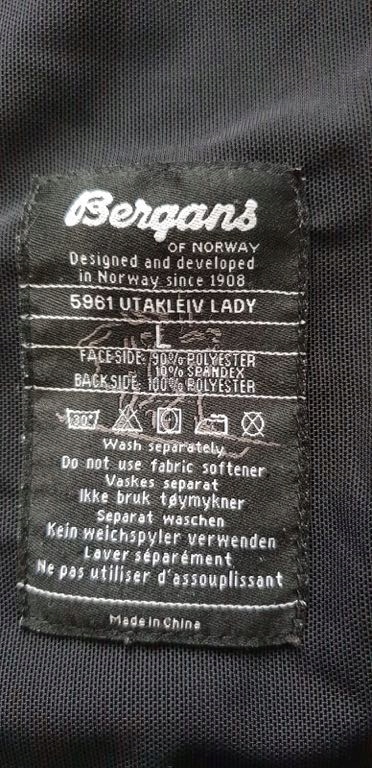 Bergans
OF NORWAY
Designed and developed
in Norway since 1908
5961 UTAKLEIV LADY
L
FACE SIDE: 90% POLYESTER
10% SPANDEX
BACK SIDE: 100% POLYESTER
30°
Wash separately
Do not use fabric softener
Vaskes separat
Ikke bruk tøymykner
Separat waschen
Kein weichspyler verwenden
Laver séparément
Ne pas utiliser d'assouplissant
Made in China